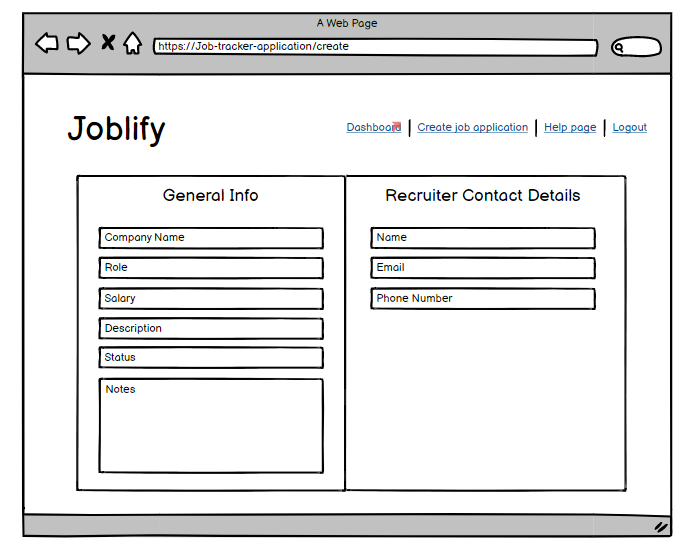 A Web Page
https://Job-tracker-application/create
Joblify
Dashboard | Create job application | Help page | Logout
General Info
Company Name
Role
Salary
Description
Status
Notes
Recruiter Contact Details
Name
Email
Phone Number